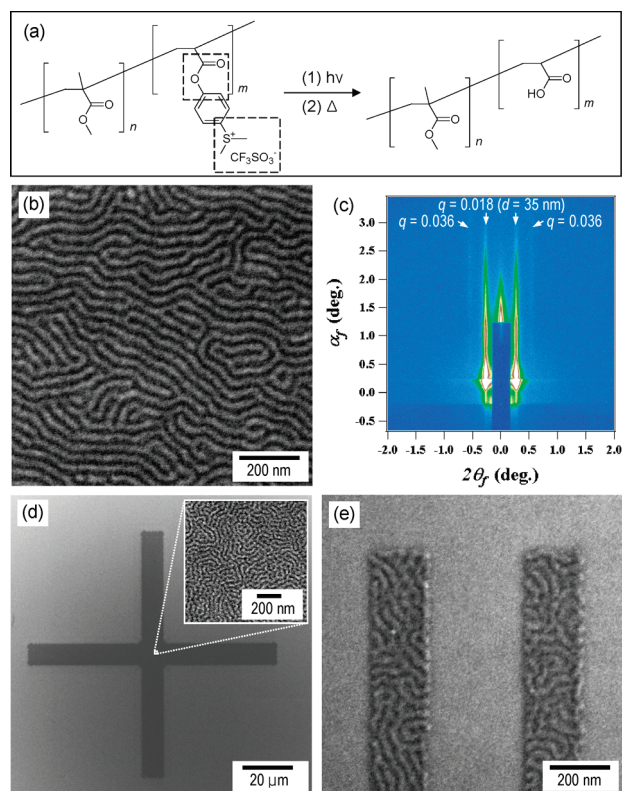 (a)
O
O
n
O
O
m
S+
CF3SO3-
(1) hν
(2) Δ
O
O
n
HO
O
m
(b)
200 nm
(c)
q = 0.018 (d = 35 nm)
q = 0.036
q = 0.036
3.0
2.5
2.0
1.5
1.0
0.5
0.0
-0.5
αf (deg.)
-2.0 -1.5 -1.0 -0.5 0.0 0.5 1.0 1.5 2.0
2θf (deg.)
(d)
200 nm
20 μm
(e)
200 nm